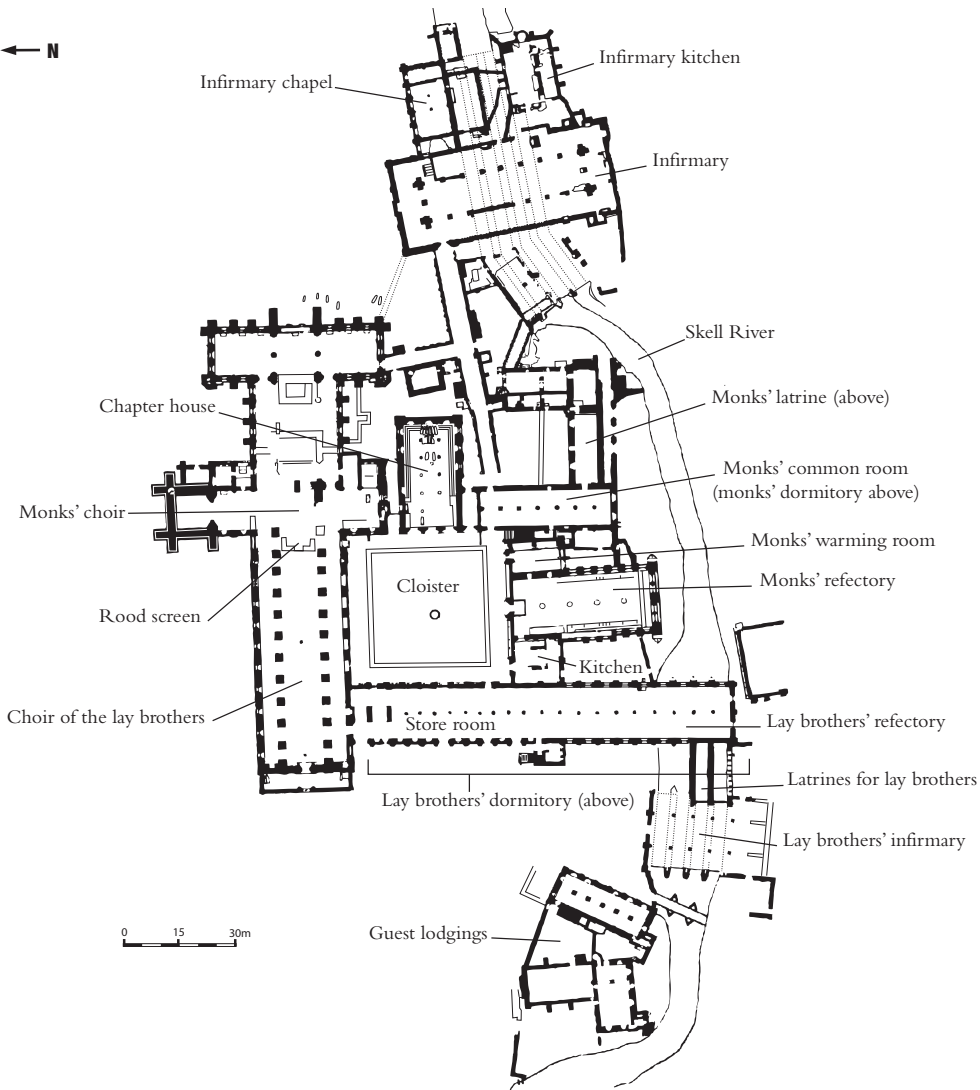 N
Infirmary kitchen
Infirmary chapel
Infirmary
Skell River
Monks' latrine (above)
Chapter house
Monks' common room
(monks' dormitory above)
Monks' choir
Monks' warming room
Cloister
Monks' refectory
Rood screen
Kitchen
Choir of the lay brothers
Store room
Lay brothers' refectory
Latrines for lay brothers
Lay brothers' dormitory (above)
Lay brothers' infirmary
Guest lodgings
0 15 30m